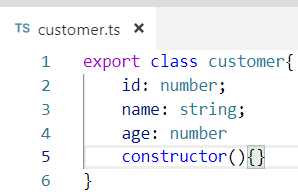 TS customer.ts ×
1 export class customer{
2     id: number;
3     name: string;
4     age: number
5     constructor(){}
6 }